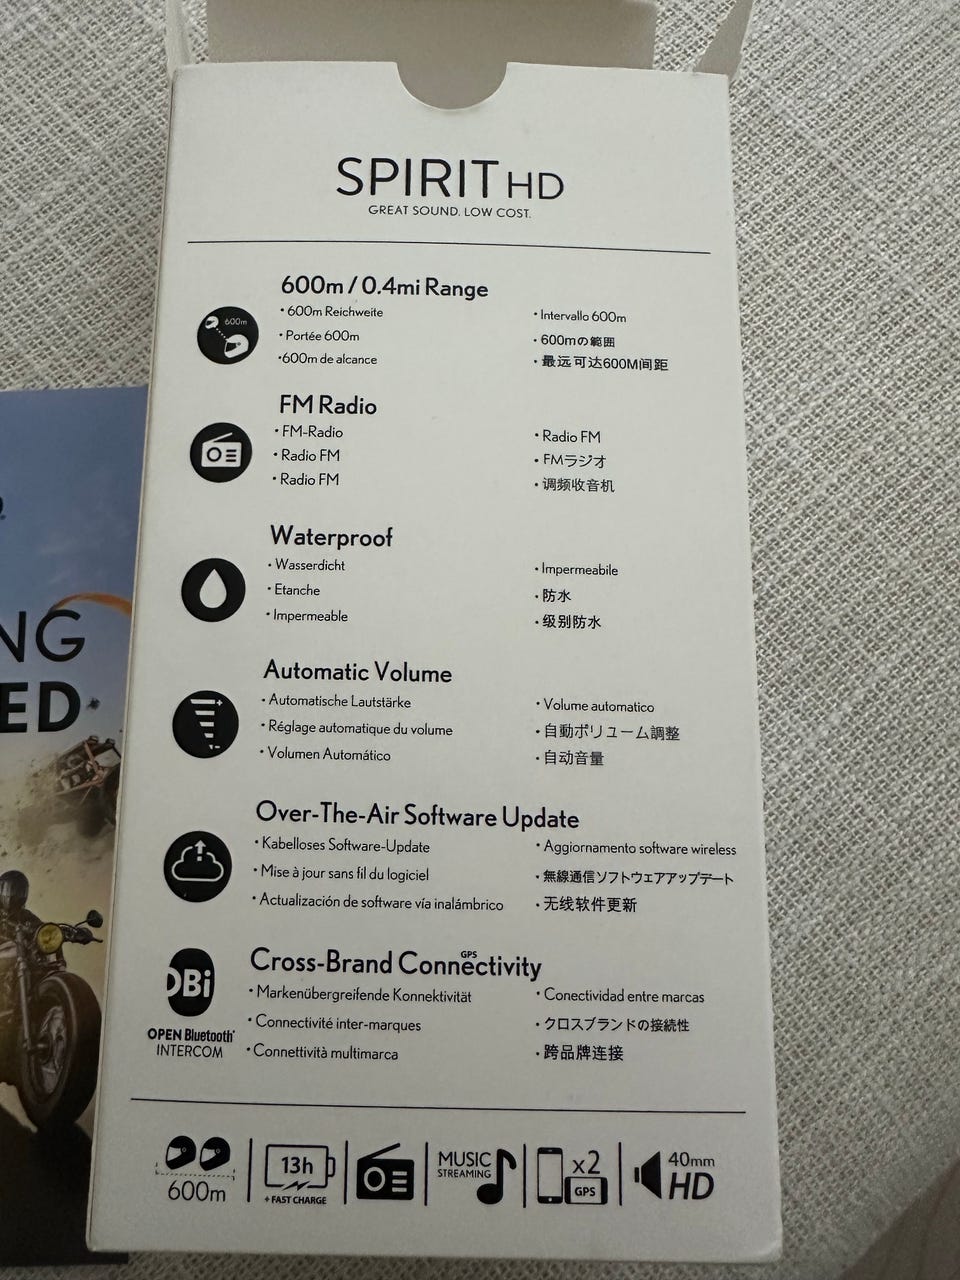 SPIRIT HD
GREAT SOUND. LOW COST.
600m / 0.4mi Range
• 600m Reichweite
• Portée 600m
• 600m de alcance
• Intervallo 600m
• 600mの範囲
• 最远可达600M间距
600m
FM Radio
• FM-Radio
• Radio FM
• Radio FM
• Radio FM
• FMラジオ
• 调频收音机
Waterproof
• Wasserdicht
• Etanche
• Impermeable
• Impermeabile
• 防水
• 级别防水
Automatic Volume
• Automatische Lautstärke
• Réglage automatique du volume
• Volumen Automático
• Volume automatico
• 自動ボリューム調整
• 自动音量
Over-The-Air Software Update
• Kabelloses Software-Update
• Mise à jour sans fil du logiciel
• Actualización de software vía inalámbrico
• Aggiornamento software wireless
• 無線通信ソフトウェアアップデート
• 无线软件更新
Cross-Brand Connectivity
GPS
• Markenübergreifende Konnektivität
• Connectivité inter-marques
• Connettività multimarca
• Conectividad entre marcas
• クロスブランドの接続性
• 跨品牌连接
OBi
OPEN Bluetooth®
INTERCOM
600m
13h
+ FAST CHARGE
MUSIC
STREAMING
x2
GPS
40mm
HD
NG
ED